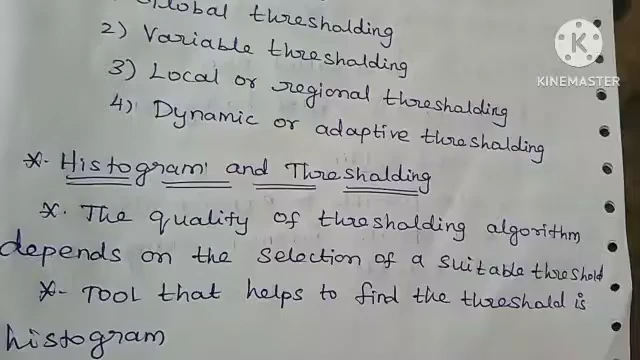 Global thresholding
2) Variable thresholding
3) Local or regional thresholding
4) Dynamic or adaptive thresholding
*. Histogram and Thresholding
*. The quality of thresholding algorithm
depends on the selection of a suitable threshold
*- Tool that helps to find the threshold is
histogram
K
KINEMASTER